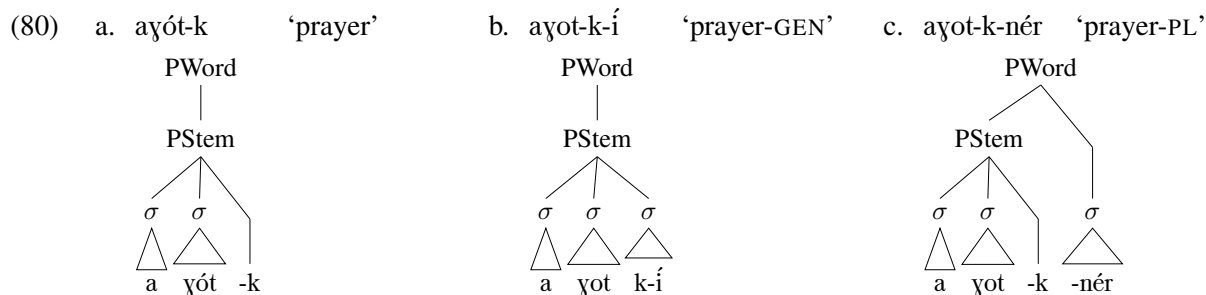 (80) a. aɣót-k ‘prayer’ b. aɣot-k-í ‘prayer-GEN’ c. aɣot-k-nér ‘prayer-PL’
PWord PWord PWord
PStem PStem PStem
σ σ σ σ σ σ σ σ
a ɣót -k a ɣot k-í a ɣot -k -nér